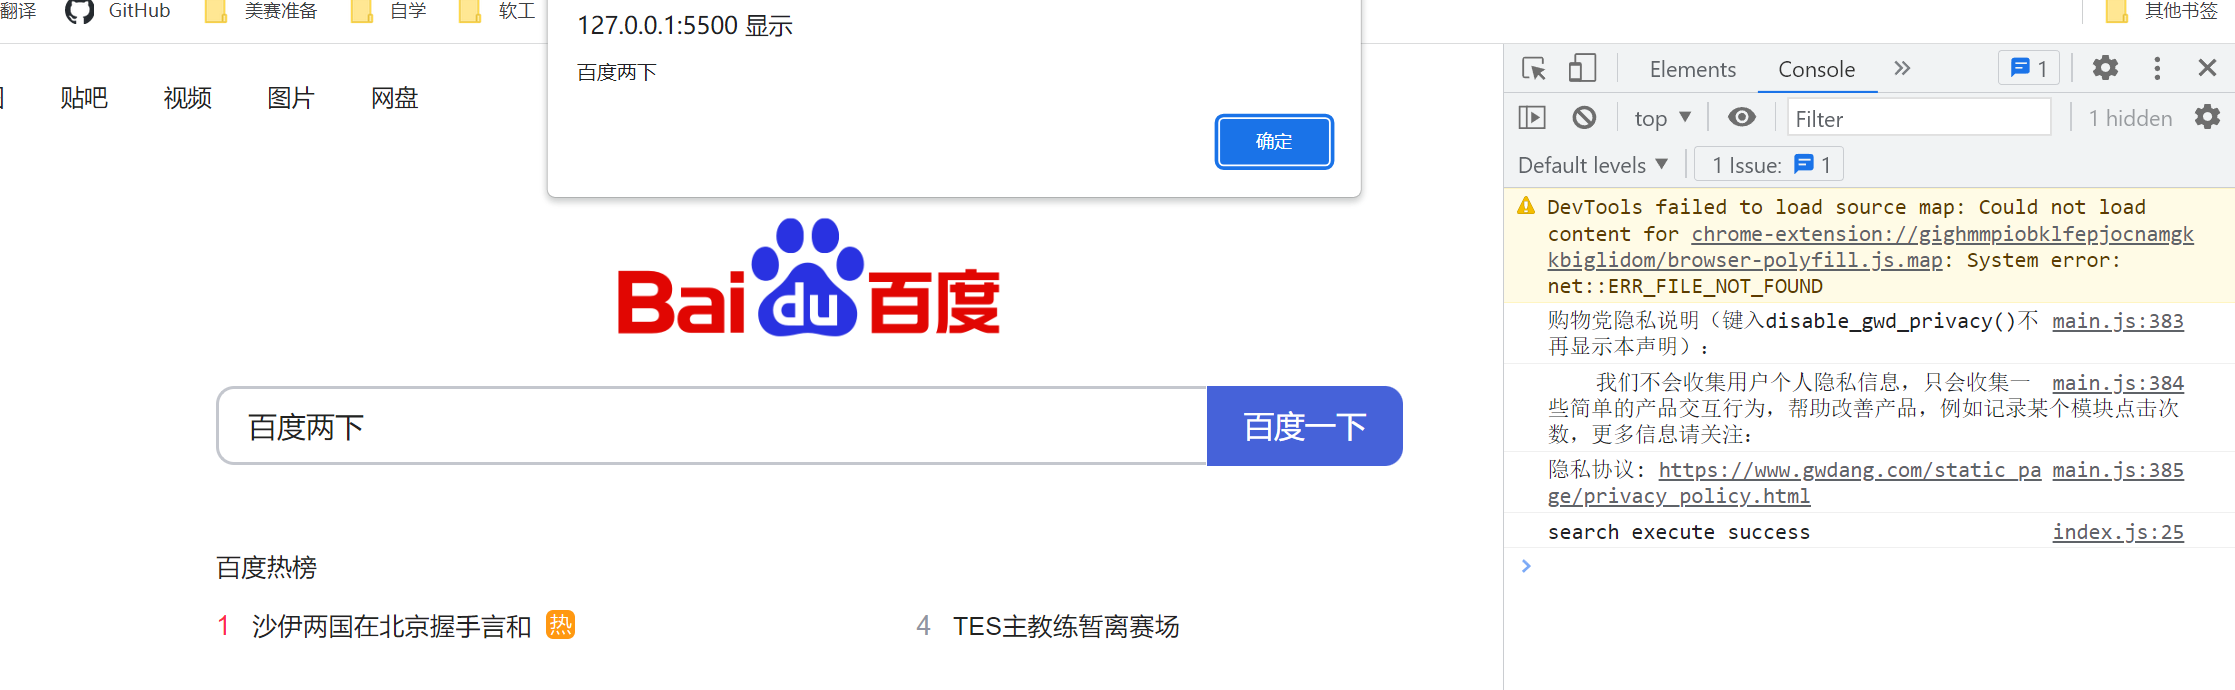 翻译 GitHub 美赛准备 自学 软工 其他书签
127.0.0.1:5500 显示
百度两下
确定
贴吧 视频 图片 网盘
Bai du 百度
百度两下 百度一下
百度热榜
1 沙伊两国在北京握手言和 热
4 TES主教练暂离赛场
Elements Console 1
top Filter 1 hidden
Default levels 1 Issue: 1
DevTools failed to load source map: Could not load
content for chrome-extension://gighmmpiobklfepjocnamgk
kbiglidom/browser-polyfill.js.map: System error:
net::ERR_FILE_NOT_FOUND
购物党隐私说明（键入disable_gwd_privacy()不 main.js:383
再显示本声明）：
我们不会收集用户个人隐私信息，只会收集一 main.js:384
些简单的产品交互行为，帮助改善产品，例如记录某个模块点击次
数，更多信息请关注：
隐私协议：https://www.gwdang.com/static_pa main.js:385
ge/privacy_policy.html
search execute success index.js:25